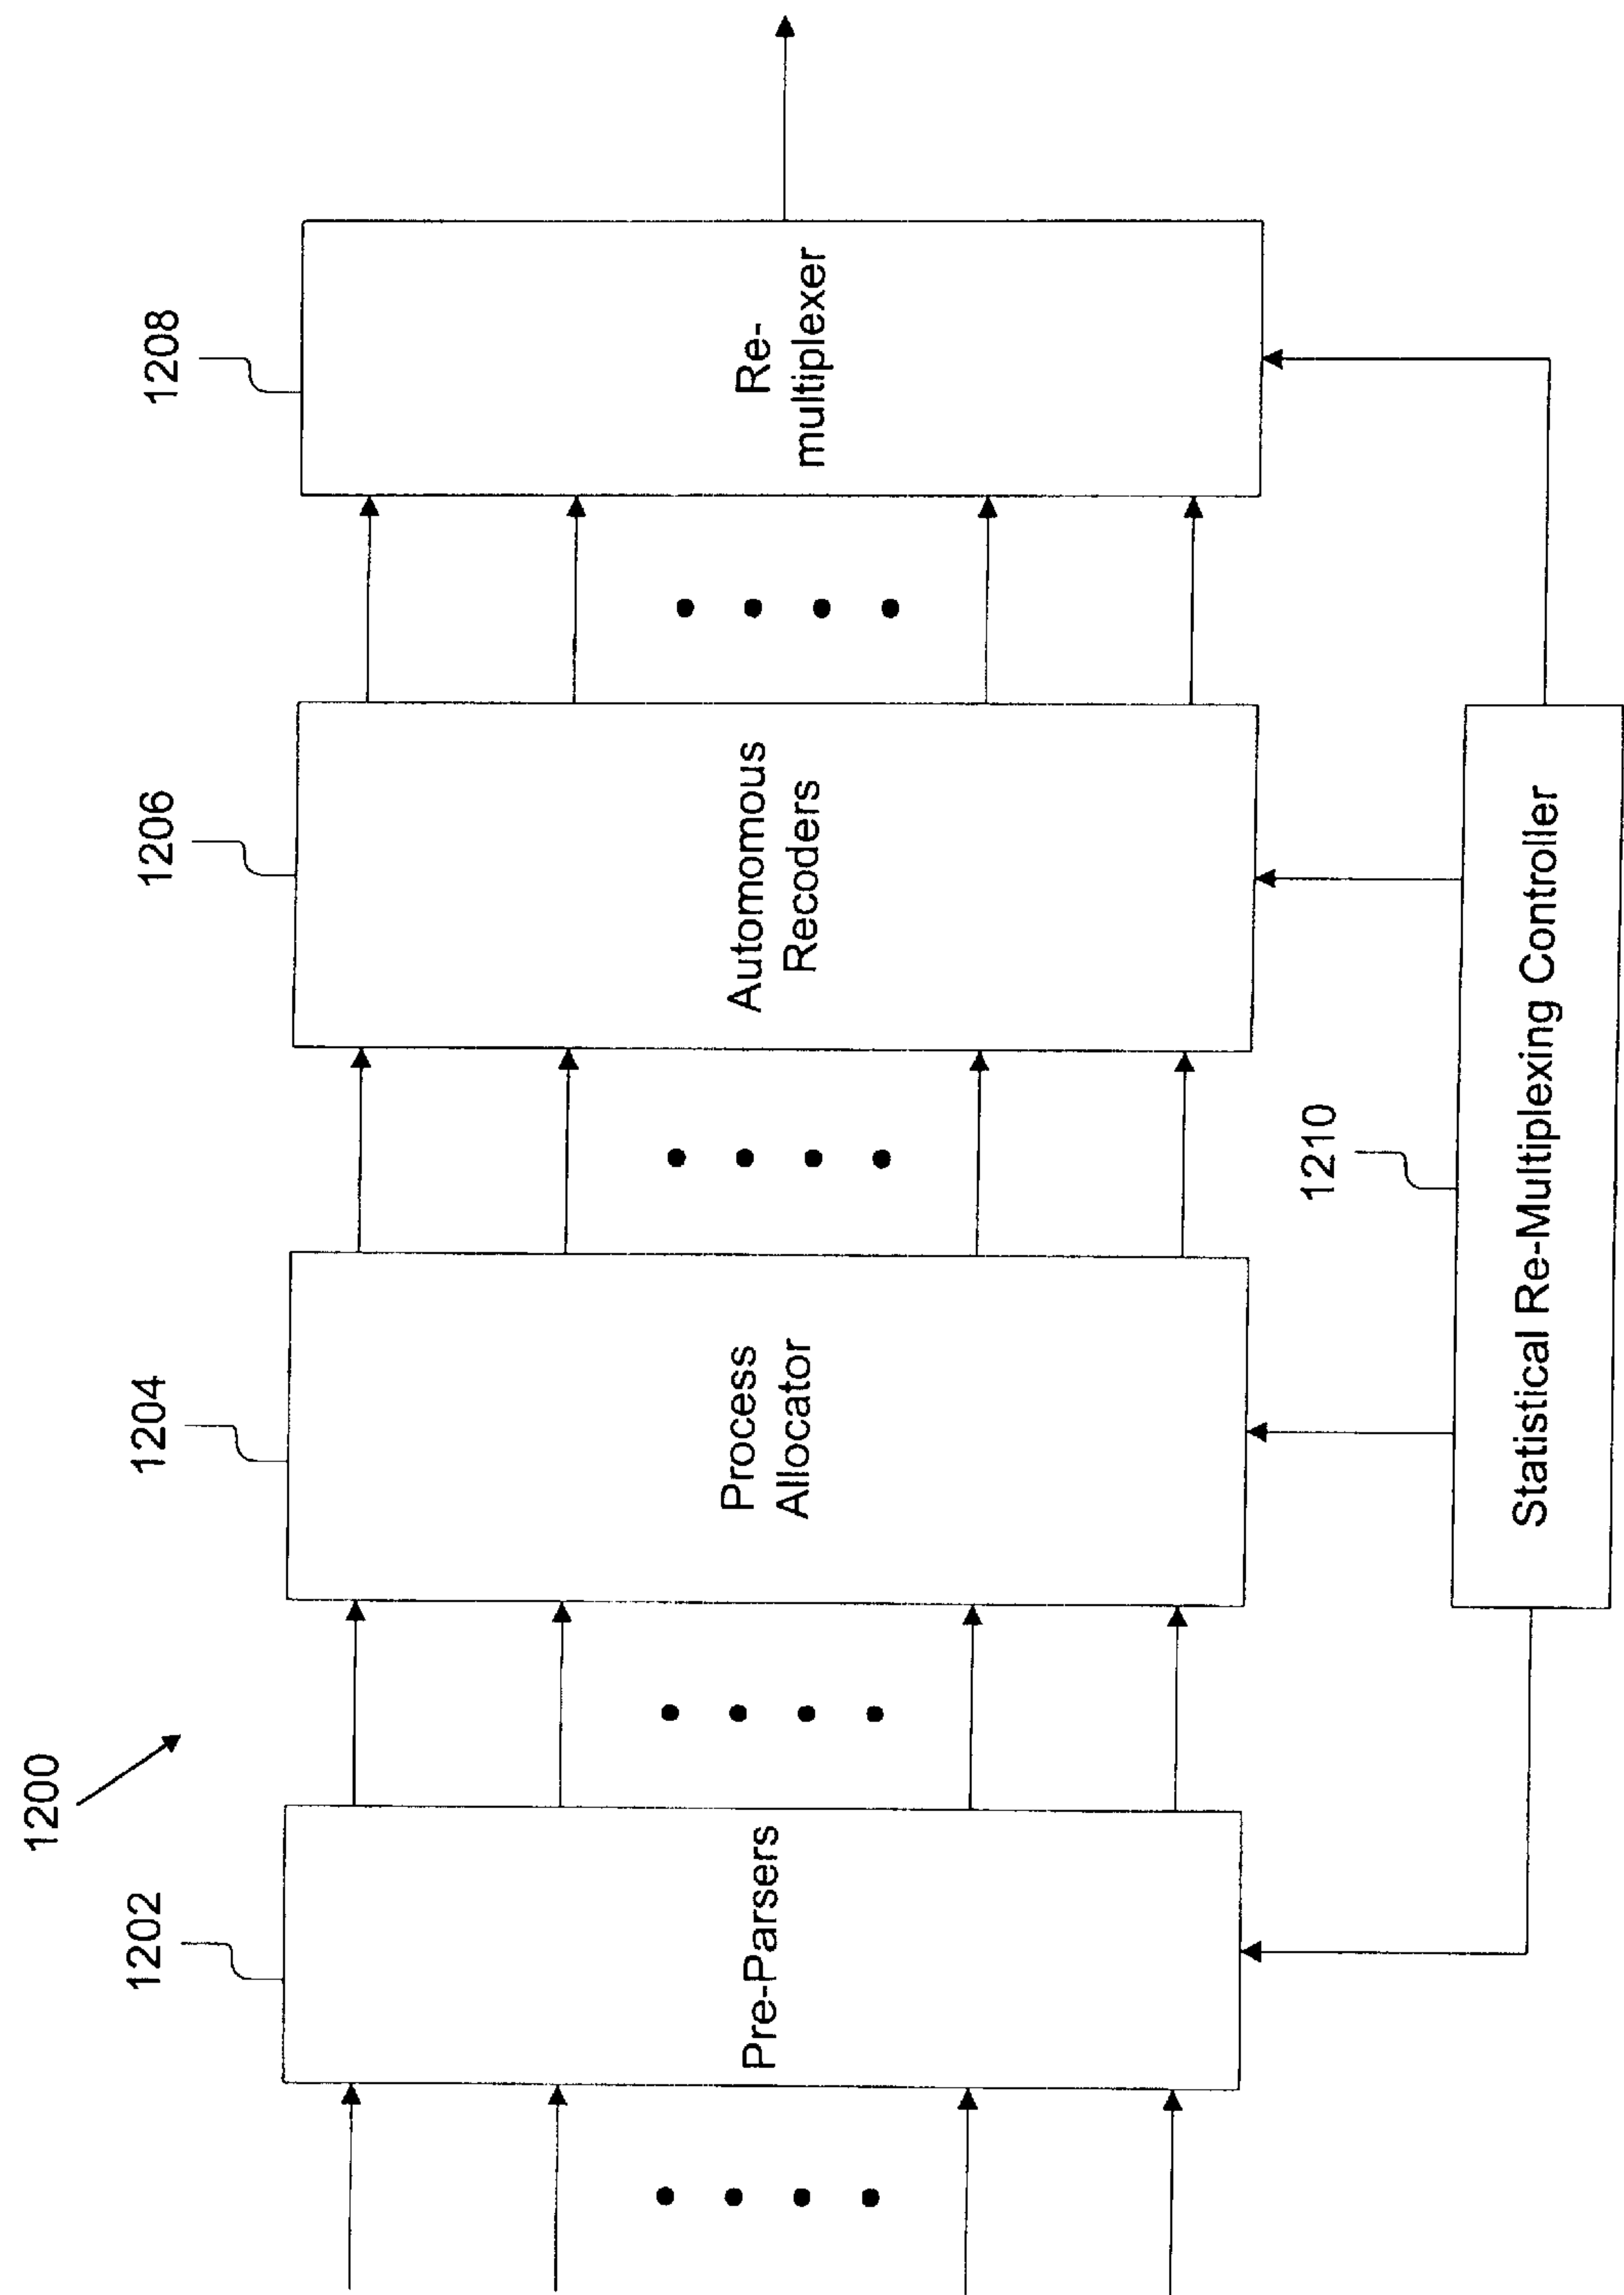 1200
1202
Pre-Parsers
1204
Process
Allocator
1206
Automomous
Recoders
1208
Re-
multiplexer
1210
Statistical Re-Multiplexing Controller